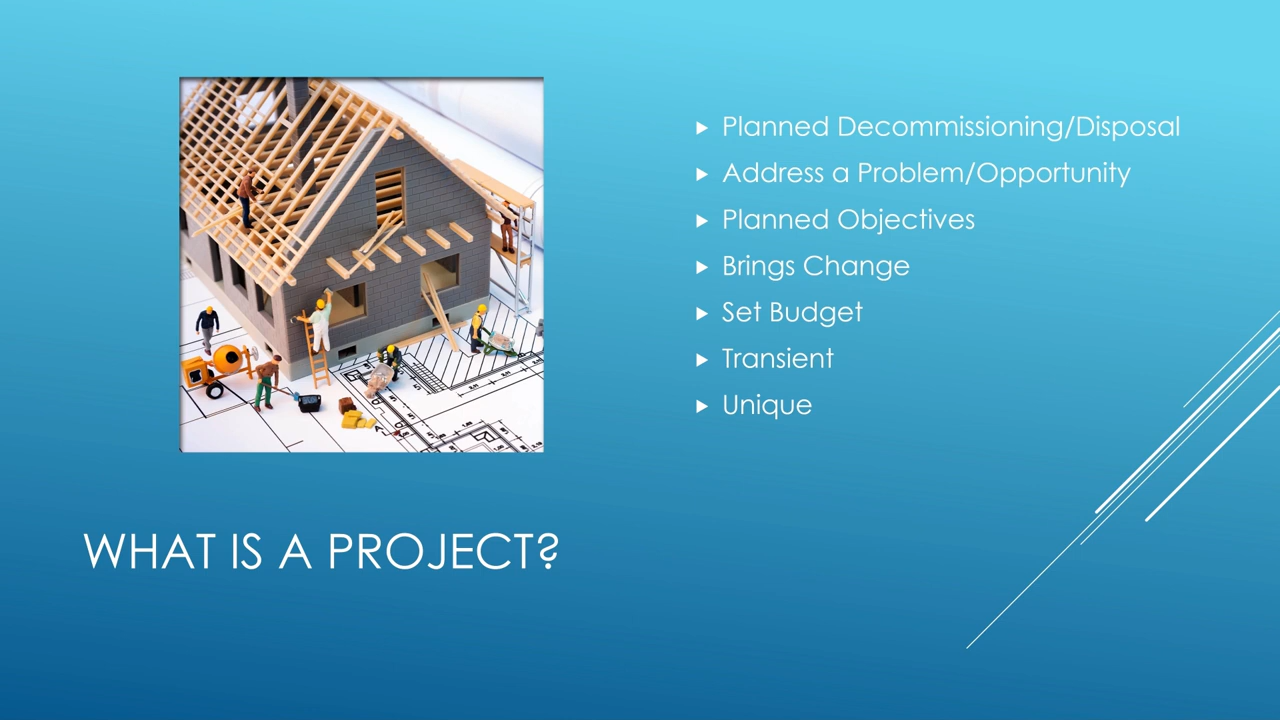 Planned Decommissioning/Disposal
Address a Problem/Opportunity
Planned Objectives
Brings Change
Set Budget
Transient
Unique
WHAT IS A PROJECT?